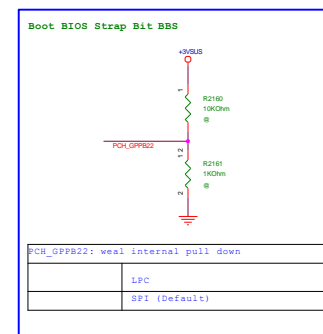 Boot BIOS Strap Bit BBS
+3VSUS
1
R2160
10KOhm
@
2
PCH_GPPB22
1
R2161
1KOhm
@
2
PCH_GPPB22: weal internal pull down
LPC
SPI (Default)